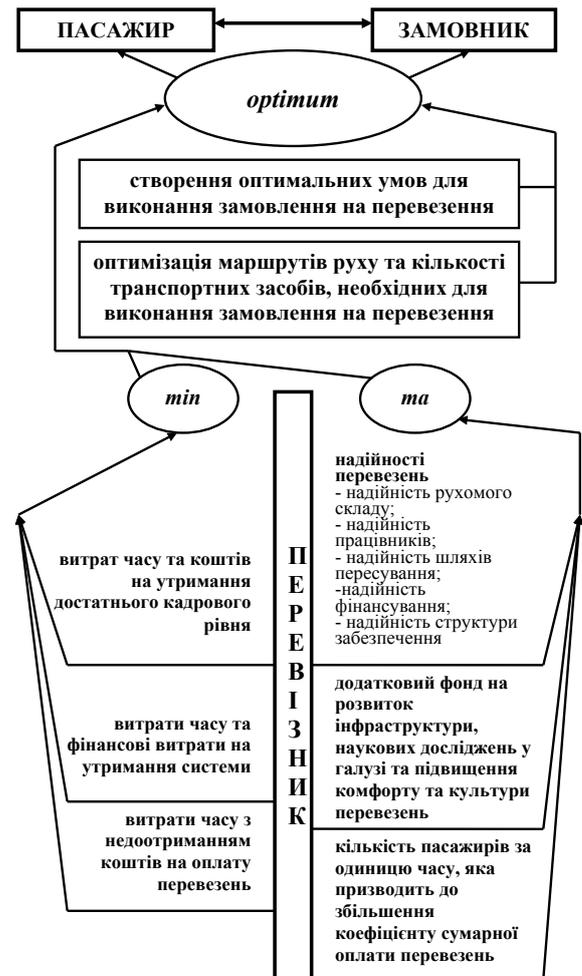 ПАСАЖИР
ЗАМОВНИК
optimum
створення оптимальних умов для
виконання замовлення на перевезення
оптимізація маршрутів руху та кількості
транспортних засобів, необхідних для
виконання замовлення на перевезення
min
ma
витрат часу та коштів
на утримання
достатнього кадрового
рівня
витрати часу та
фінансові витрати на
утримання системи
витрати часу з
недоотриманням
коштів на оплату
перевезень
ПЕРЕВІЗНИК
надійності
перевезень
- надійність рухомого
складу;
- надійність
працівників;
- надійність шляхів
пересування;
-надійність
фінансування;
- надійність структури
забезпечення
додатковий фонд на
розвиток
інфраструктури,
наукових досліджень у
галузі та підвищення
комфорту та культури
перевезень
кількість пасажирів за
одиницю часу, яка
призводить до
збільшення
коефіцієнту сумарної
оплати перевезень